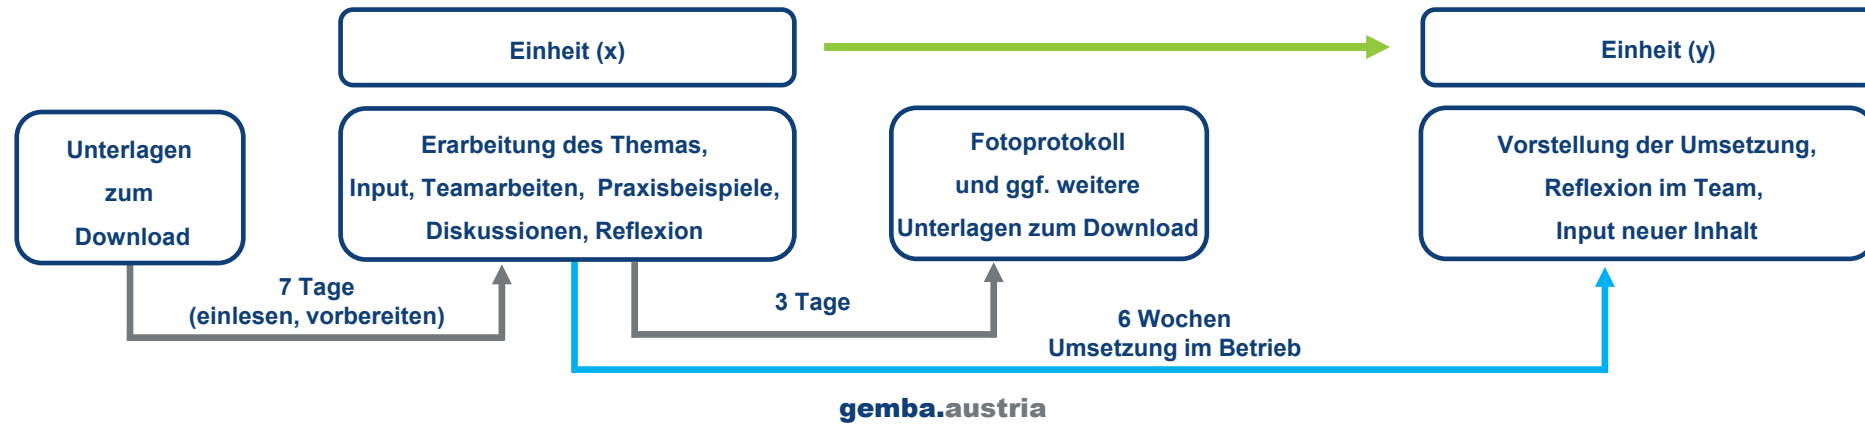 Einheit (x)
Einheit (y)
Unterlagen
zum
Download
Erarbeitung des Themas,
Input, Teamarbeiten, Praxisbeispiele,
Diskussionen, Reflexion
Fotoprotokoll
und ggf. weitere
Unterlagen zum Download
Vorstellung der Umsetzung,
Reflexion im Team,
Input neuer Inhalt
7 Tage
(einlesen, vorbereiten)
3 Tage
6 Wochen
Umsetzung im Betrieb
gemba.austria